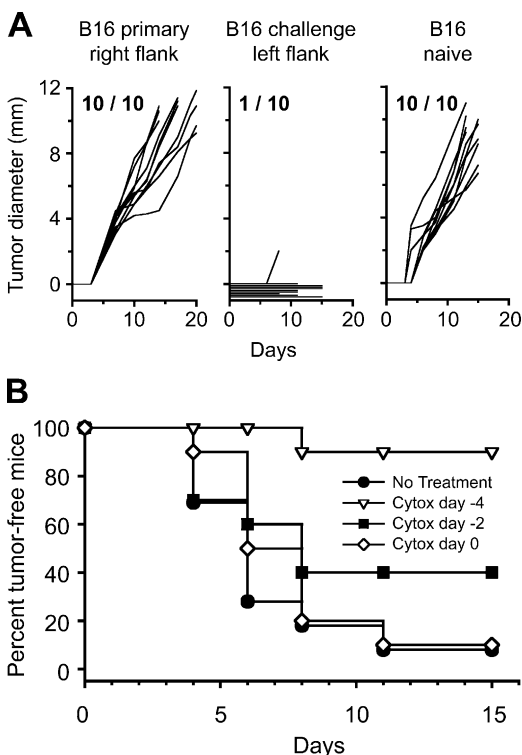 A
B16 primary
right flank
B16 challenge
left flank
B16
naive
Tumor diameter (mm)
12
8
4
0
10 / 10
1 / 10
10 / 10
0 10 20
0 10 20
0 10 20
Days
B
Percent tumor-free mice
100
80
60
40
20
0
No Treatment
Cytox day -4
Cytox day -2
Cytox day 0
0 5 10 15
Days